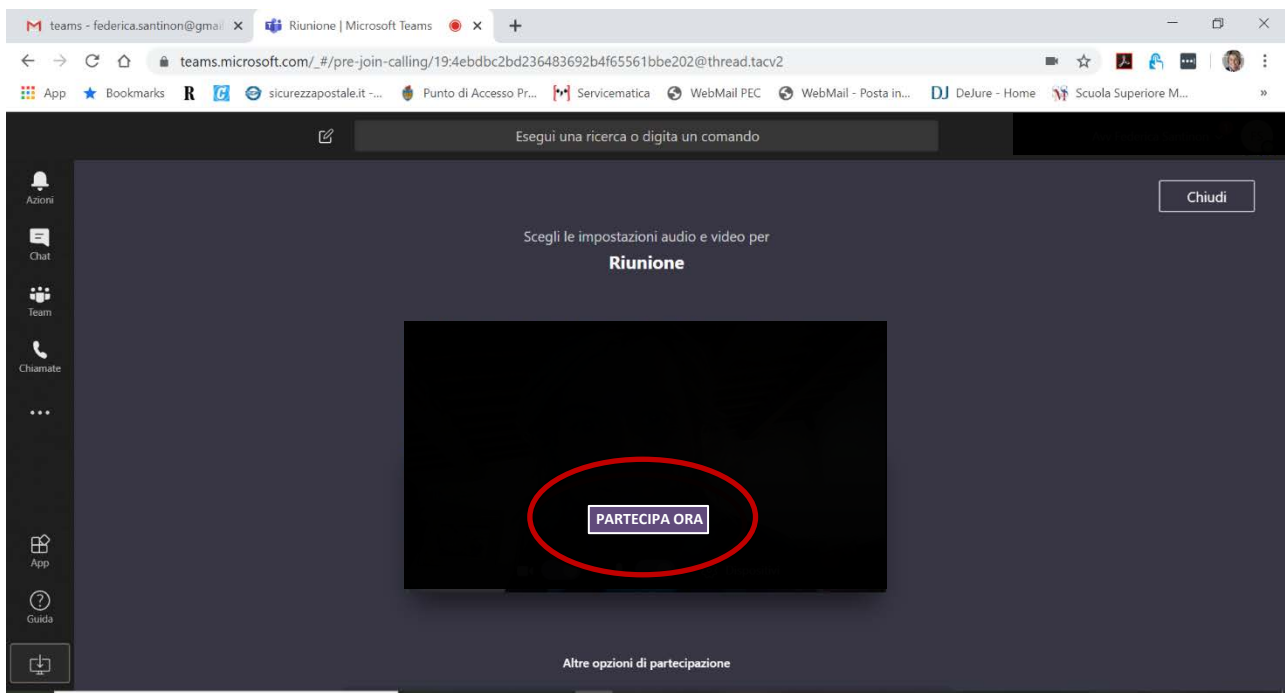 teams - federica.santinon@gmail
Riunione | Microsoft Teams
teams.microsoft.com/_#/pre-join-calling/19:4ebdbc2bd236483692b4f65561bbe202@thread.tacv2
App Bookmarks R G sicurezzapostale.it -... Punto di Accesso Pr... Servicematica WebMail PEC WebMail - Posta in... DJ DeJure - Home Scuola Superiore M... »
Esegui una ricerca o digita un comando
Azioni
Chat
Team
Chiamate
App
Guida
Chiudi
Scegli le impostazioni audio e video per
Riunione
PARTECIPA ORA
Altre opzioni di partecipazione